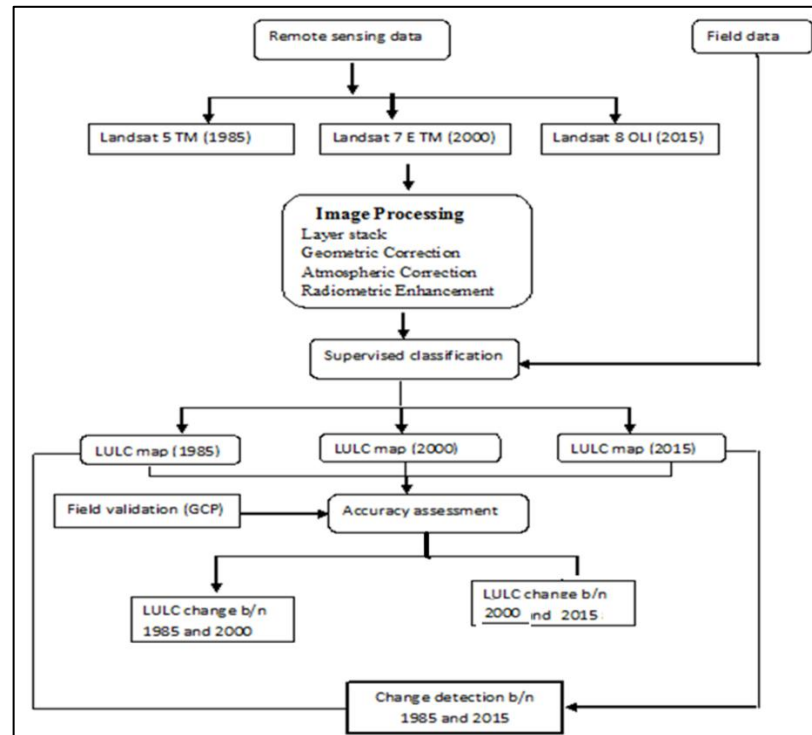 Remote sensing data
Field data
Landsat 5 TM (1985)
Landsat 7 E TM (2000)
Landsat 8 OLI (2015)
Image Processing
Layer stack
Geometric Correction
Atmospheric Correction
Radiometric Enhancement
Supervised classification
LULC map (1985)
LULC map (2000)
LULC map (2015)
Field validation (GCP)
Accuracy assessment
LULC change b/n
1985 and 2000
LULC change b/n
2000 and 2015
Change detection b/n
1985 and 2015